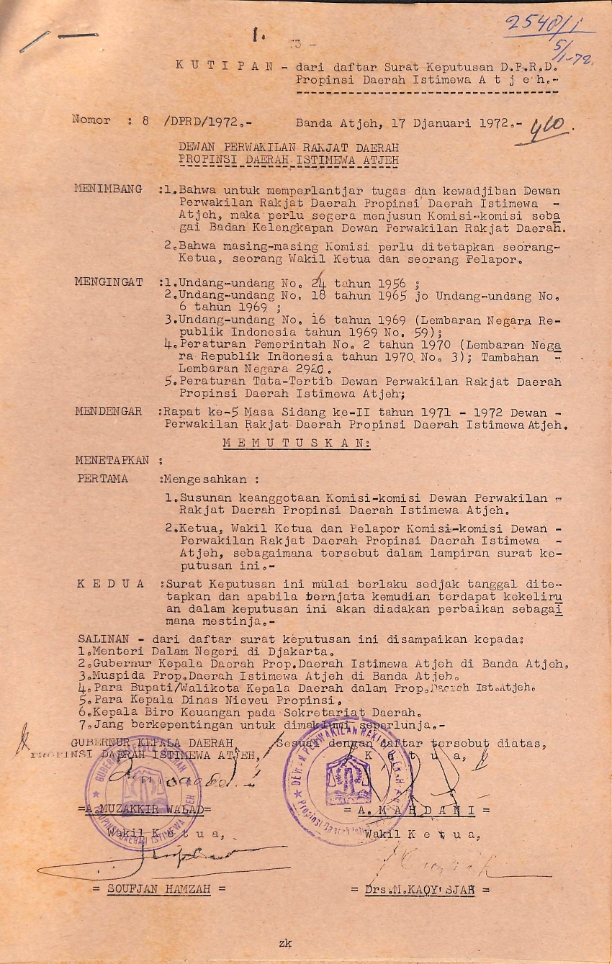 1.
73 -
2548/1
5/1-72.
K U T I P A N - dari daftar Surat Keputusan D.P.R.D.
Propinsi Daerah Istimewa A t j e h.-
Nomor : 8 /DPRD/1972.- Banda Atjeh, 17 Djanuari 1972.-
DEWAN PERWAKILAN RAKJAT DAERAH
PROPINSI DAERAH ISTIMEWA ATJEH
MENIMBANG :1.Bahwa untuk memperlantjar tugas dan kewadjiban Dewan
Perwakilan Rakjat Daerah Propinsi Daerah Istimewa -
Atjeh, maka perlu segera menjusun Komisi-komisi seba
gai Badan Kelengkapan Dewan Perwakilan Rakjat Daerah.
2.Bahwa masing-masing Komisi perlu ditetapkan seorang-
Ketua, seorang Wakil Ketua dan seorang Pelapor.
MENGINGAT :1.Undang-undang No. 24 tahun 1956 ;
2.Undang-undang No. 18 tahun 1965 jo Undang-undang No.
6 tahun 1969 ;
3.Undang-undang No. 16 tahun 1969 (Lembaran Negara Re-
publik Indonesia tahun 1969 No. 59);
4.Peraturan Pemerintah No. 2 tahun 1970 (Lembaran Nega
ra Republik Indonesia tahun 1970 No. 3); Tambahan -
Lembaran Negara 2920.
5.Peraturan Tata-Tertib Dewan Perwakilan Rakjat Daerah
Propinsi Daerah Istimewa Atjeh;
MENDENGAR :Rapat ke-5 Masa Sidang ke-II tahun 1971 - 1972 Dewan -
Perwakilan Rakjat Daerah Propinsi Daerah Istimewa Atjeh.
M E M U T U S K A N:
MENETAPKAN :
PERTAMA :Mengesahkan :
1.Susunan keanggotaan Komisi-komisi Dewan Perwakilan -
Rakjat Daerah Propinsi Daerah Istimewa Atjeh.
2.Ketua, Wakil Ketua dan Pelapor Komisi-komisi Dewan -
Perwakilan Rakjat Daerah Propinsi Daerah Istimewa -
Atjeh, sebagaimana tersebut dalam lampiran surat ke-
putusan ini.-
K E D U A :Surat Keputusan ini mulai berlaku sedjak tanggal dite-
tapkan dan apabila bernjata kemudian terdapat kekeliru
an dalam keputusan ini akan diadakan perbaikan sebagai
mana mestinja.-
SALINAN - dari daftar surat keputusan ini disampaikan kepada:
1.Menteri Dalam Negeri di Djakarta.
2.Gubernur Kepala Daerah Prop.Daerah Istimewa Atjeh di Banda Atjeh.
3.Muspida Prop.Daerah Istimewa Atjeh di Banda Atjeh.
4.Para Bupati/Walikota Kepala Daerah dalam Prop.Daerah Ist.Atjeh.
5.Para Kepala Dinas Niveu Propinsi.
6.Kepala Biro Keuangan pada Sekretariat Daerah.
7.Jang berkepentingan untuk dimaklumi seperlunja.-
GUBERNUR KEPALA DAERAH, Sesuai dengan daftar tersebut diatas,
PROPINSI DAERAH ISTIMEWA ATJEH, K e t u a,
=A.MUZAKKIR WALAD= = A. M A H D A N I =
Wakil K e t u a, Wakil K e t u a,
= SOUFJAN HAMZAH = = Drs.M.KAOY SJAH =
zk